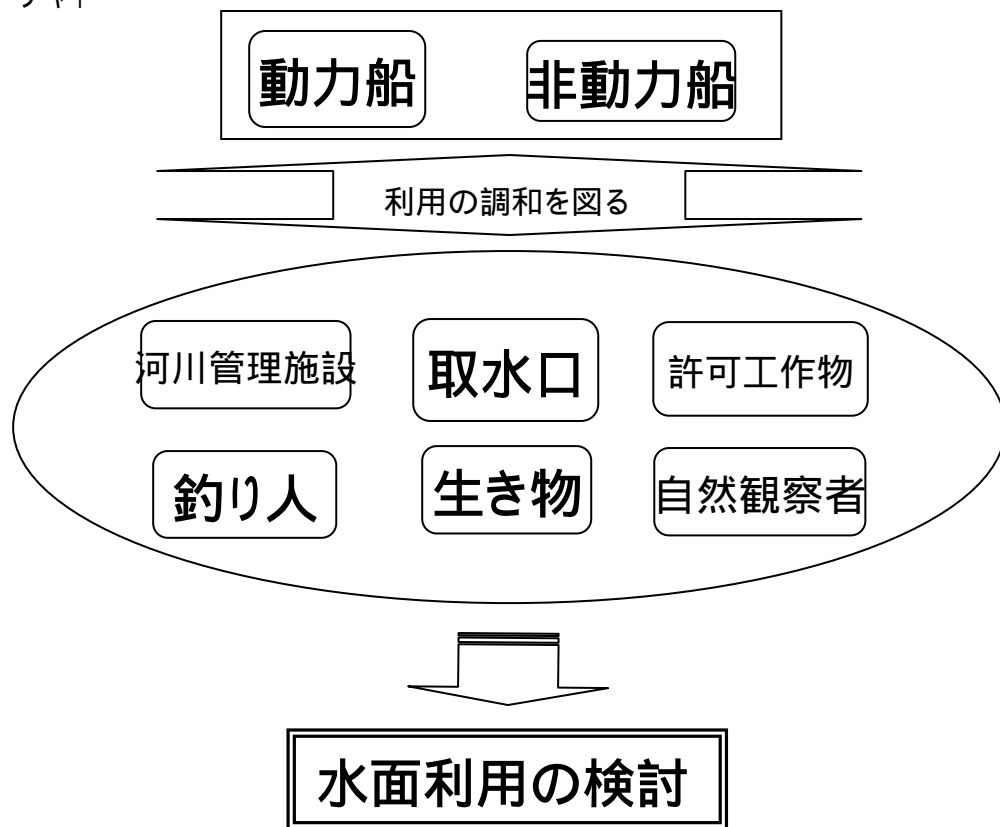 動力船 非動力船
利用の調和を図る
河川管理施設 取水口 許可工作物
釣り人 生き物 自然観察者
水面利用の検討